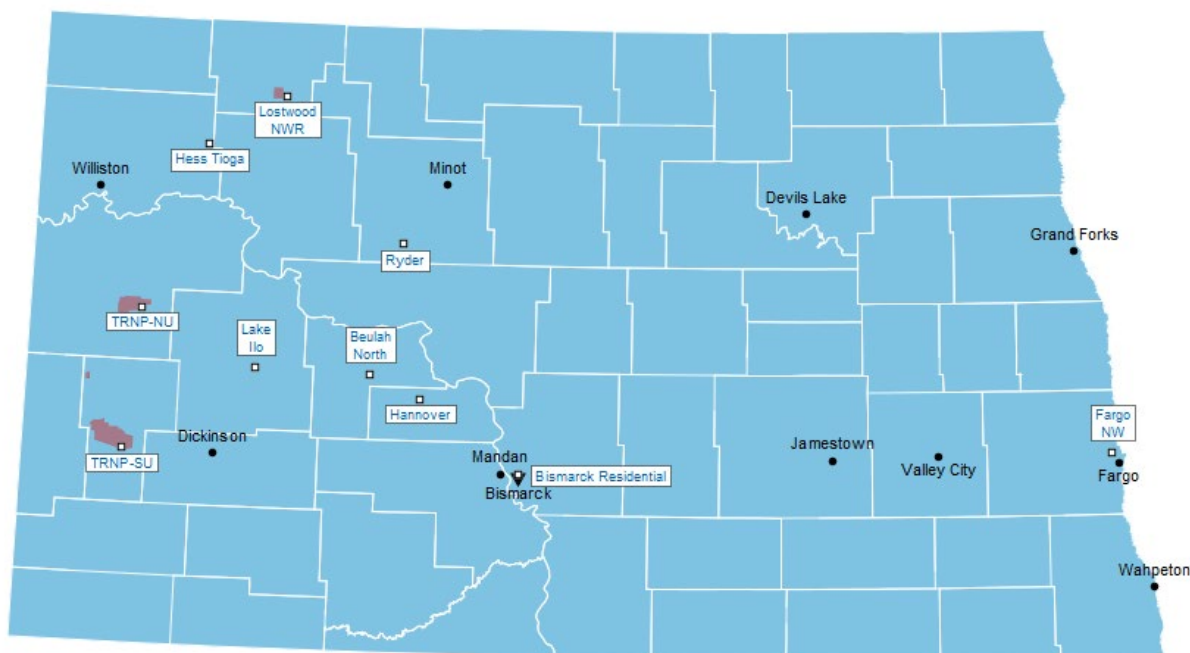 Lostwood
NWR
Hess Tioga
Williston
Minot
Devils Lake
Grand Forks
Ryder
TRNP-NU
Lake
Ilo
Beulah
North
Hannover
TRNP-SU
Dickinson
Mandan
Bismarck
Bismarck Residential
Jamestown
Valley City
Fargo
NW
Fargo
Wahpeton